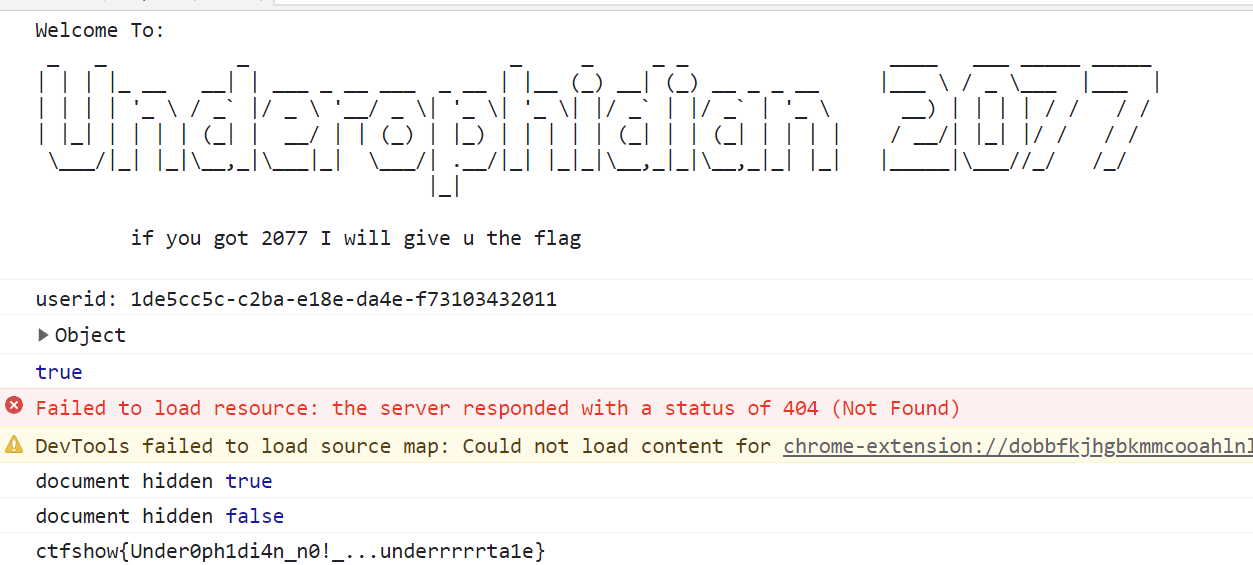 Welcome To:
Underophidian 2077
if you got 2077 I will give u the flag
userid: 1de5cc5c-c2ba-e18e-da4e-f73103432011
Object
true
Failed to load resource: the server responded with a status of 404 (Not Found)
DevTools failed to load source map: Could not load content for chrome-extension://dobbfkjhgbkmmcooahlnl
document hidden true
document hidden false
ctfshow{Under0ph1di4n_n0!_...underrrrrta1e}